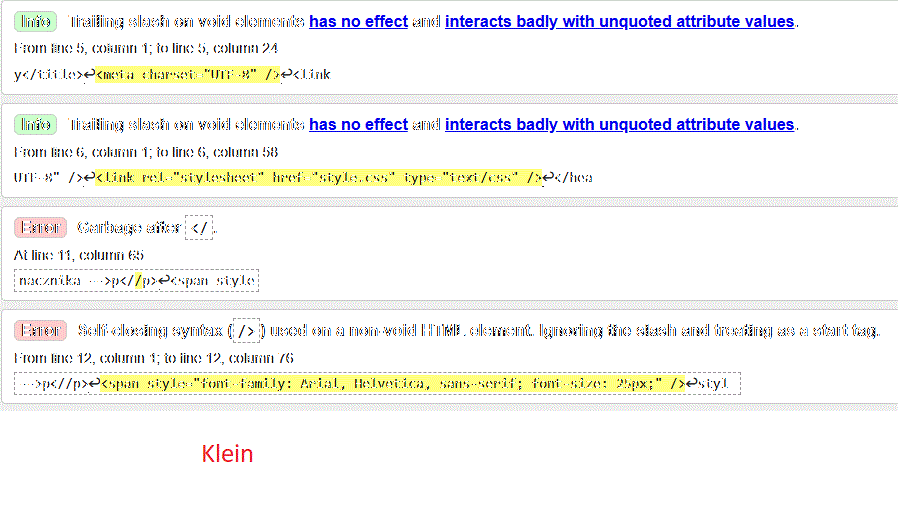 Info Trailing slash on void elements has no effect and interacts badly with unquoted attribute values.
From line 5, column 1; to line 5, column 24
y</title>↩<meta charset="UTF-8" />↩<link
Info Trailing slash on void elements has no effect and interacts badly with unquoted attribute values.
From line 6, column 1; to line 6, column 58
UTF-8" />↩<link rel="stylesheet" href="style.css" type="text/css" />↩</hea
Error Garbage after </.
At line 11, column 65
nacznika -->p<//p>↩<span style
Error Self-closing syntax (/>) used on a non-void HTML element. Ignoring the slash and treating as a start tag.
From line 12, column 1; to line 12, column 76
-->p<//p>↩<span style="font-family: Arial, Helvetica, sans-serif; font-size: 25px;" />↩styl
Klein